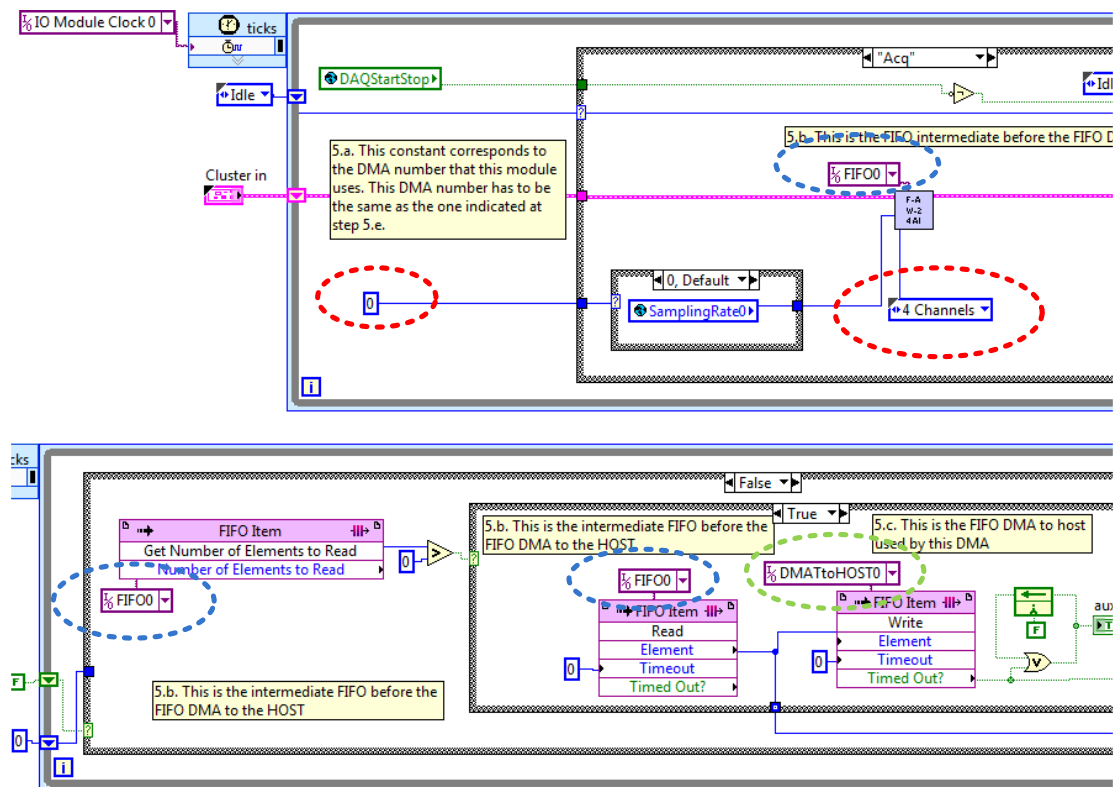 IO Module Clock 0
ticks
"Acq"
DAQStartStop
Idle
Idl
5.b. This is the FIFO intermediate before the FIFO D
5.a. This constant corresponds to
the DMA number that this module
uses. This DMA number has to be
the same as the one indicated at
step 5.e.
Cluster in
FIFO0
F-A
W-2
4AI
0
0, Default
SamplingRate0
4 Channels
i
cks
False
True
FIFO Item
Get Number of Elements to Read
Number of Elements to Read
0
>
FIFO0
5.b. This is the intermediate FIFO before the
FIFO DMA to the HOST
5.c. This is the FIFO DMA to host
used by this DMA
FIFO0
DMATtoHOST0
FIFO Item
Read
Element
Timeout
Timed Out?
0
FIFO Item
Write
Element
Timeout
Timed Out?
0
F
V
aux
T
F
5.b. This is the intermediate FIFO before the
FIFO DMA to the HOST
0
i